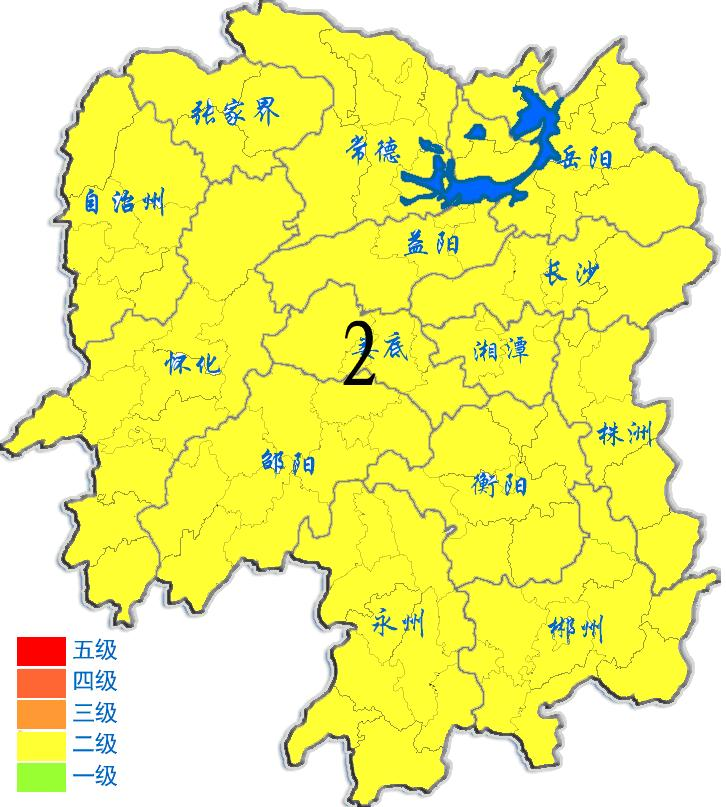 张家界
常德
岳阳
自治州
益阳
长沙
2
娄底
湘潭
怀化
株洲
邵阳
衡阳
永州
郴州
五级
四级
三级
二级
一级